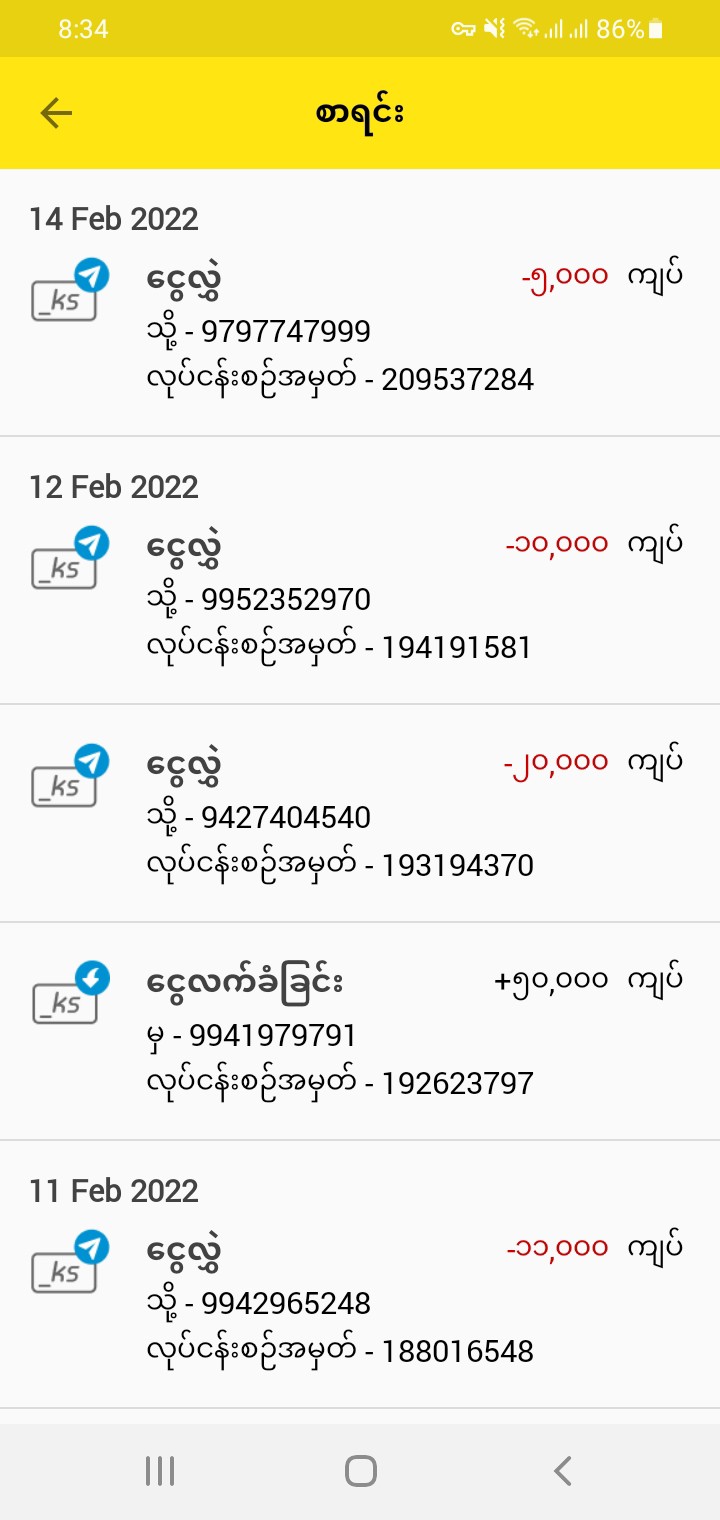 8:34
86%
စာရင်း
14 Feb 2022
ငွေလွှဲ -၅,၀၀၀ ကျပ်
_ks
သို့ - 9797747999
လုပ်ငန်းစဉ်အမှတ် - 209537284
12 Feb 2022
ငွေလွှဲ -၁၀,၀၀၀ ကျပ်
_ks
သို့ - 9952352970
လုပ်ငန်းစဉ်အမှတ် - 194191581
ငွေလွှဲ -၂၀,၀၀၀ ကျပ်
_ks
သို့ - 9427404540
လုပ်ငန်းစဉ်အမှတ် - 193194370
ငွေလက်ခံခြင်း +၅၀,၀၀၀ ကျပ်
_ks
မှ - 9941979791
လုပ်ငန်းစဉ်အမှတ် - 192623797
11 Feb 2022
ငွေလွှဲ -၁၁,၀၀၀ ကျပ်
_ks
သို့ - 9942965248
လုပ်ငန်းစဉ်အမှတ် - 188016548